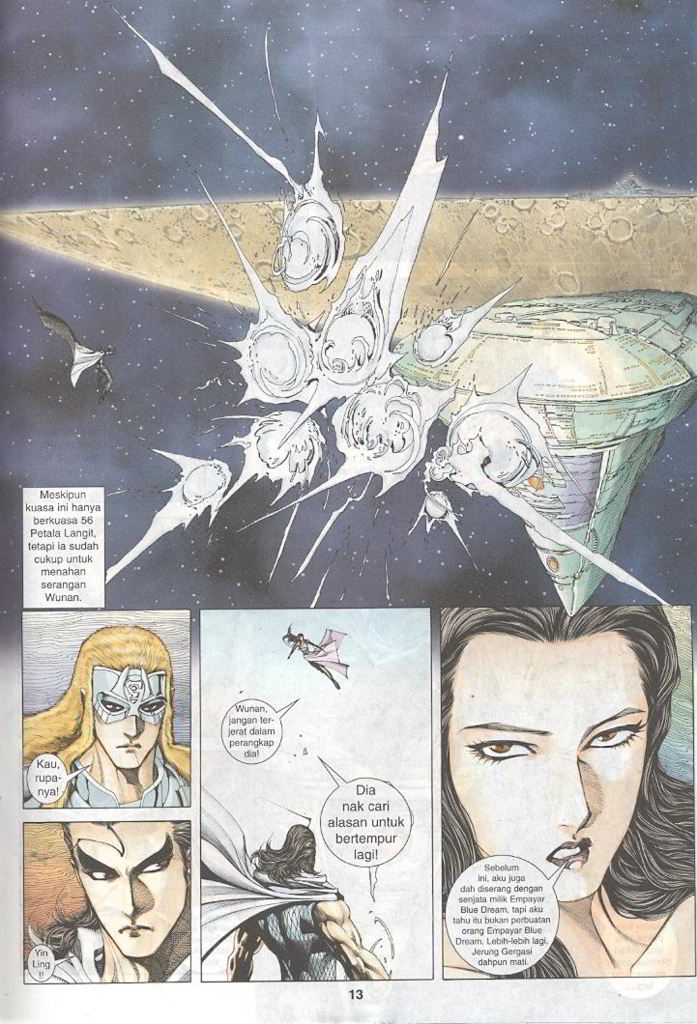 Meskipun
kuasa ini hanya
berkuasa 56
Petala Langit,
tetapi ia sudah
cukup untuk
menahan
serangan
Wunan.
Kau,
rupa-
nya!
Yin
Ling
!!
Wunan,
jangan ter-
jerat dalam
perangkap
dia!
Dia
nak cari
alasan untuk
bertempur
lagi!
Sebelum
ini, aku juga
dah diserang dengan
senjata milik Empayar
Blue Dream, tapi aku
tahu itu bukan perbuatan
orang Empayar Blue
Dream. Lebih-lebih lagi,
Jerung Gergasi
dahpun mati.
13